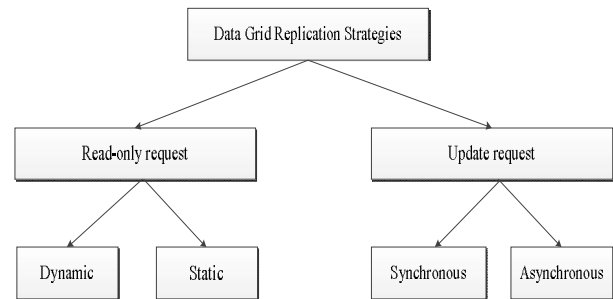 Data Grid Replication Strategies
Read-only request
Update request
Dynamic
Static
Synchronous
Asynchronous